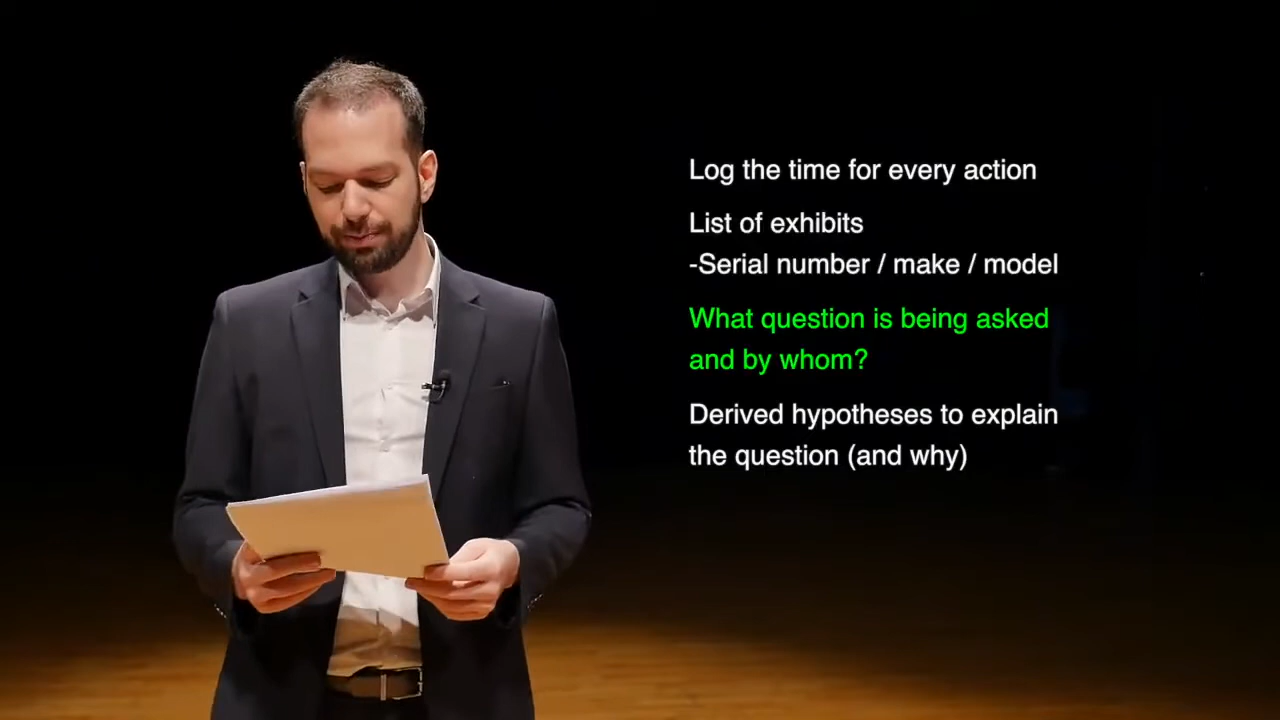 Log the time for every action
List of exhibits
-Serial number / make / model
What question is being asked
and by whom?
Derived hypotheses to explain
the question (and why)